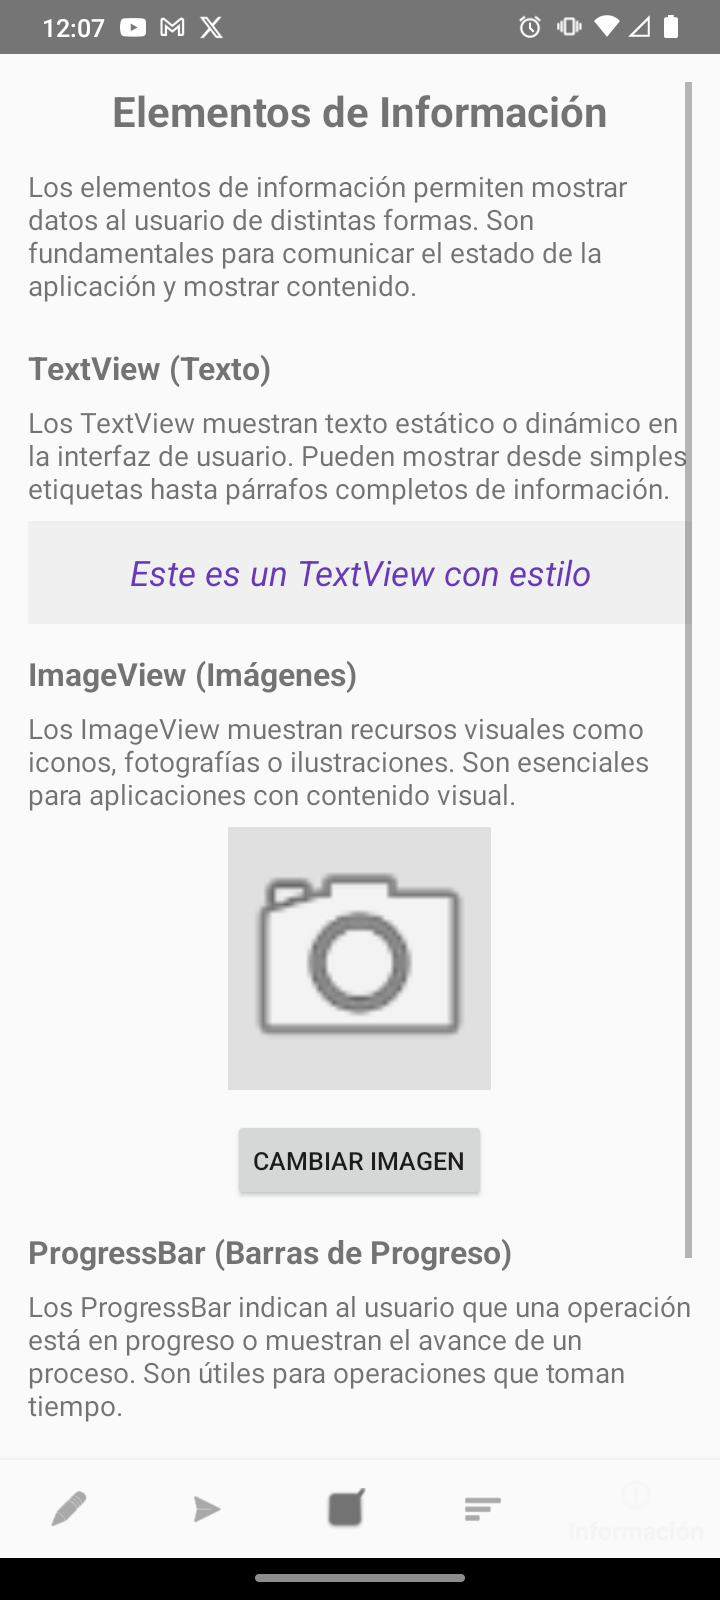 12:07
Elementos de Información
Los elementos de información permiten mostrar
datos al usuario de distintas formas. Son
fundamentales para comunicar el estado de la
aplicación y mostrar contenido.
TextView (Texto)
Los TextView muestran texto estático o dinámico en
la interfaz de usuario. Pueden mostrar desde simples
etiquetas hasta párrafos completos de información.
Este es un TextView con estilo
ImageView (Imágenes)
Los ImageView muestran recursos visuales como
iconos, fotografías o ilustraciones. Son esenciales
para aplicaciones con contenido visual.
CAMBIAR IMAGEN
ProgressBar (Barras de Progreso)
Los ProgressBar indican al usuario que una operación
está en progreso o muestran el avance de un
proceso. Son útiles para operaciones que toman
tiempo.
Información